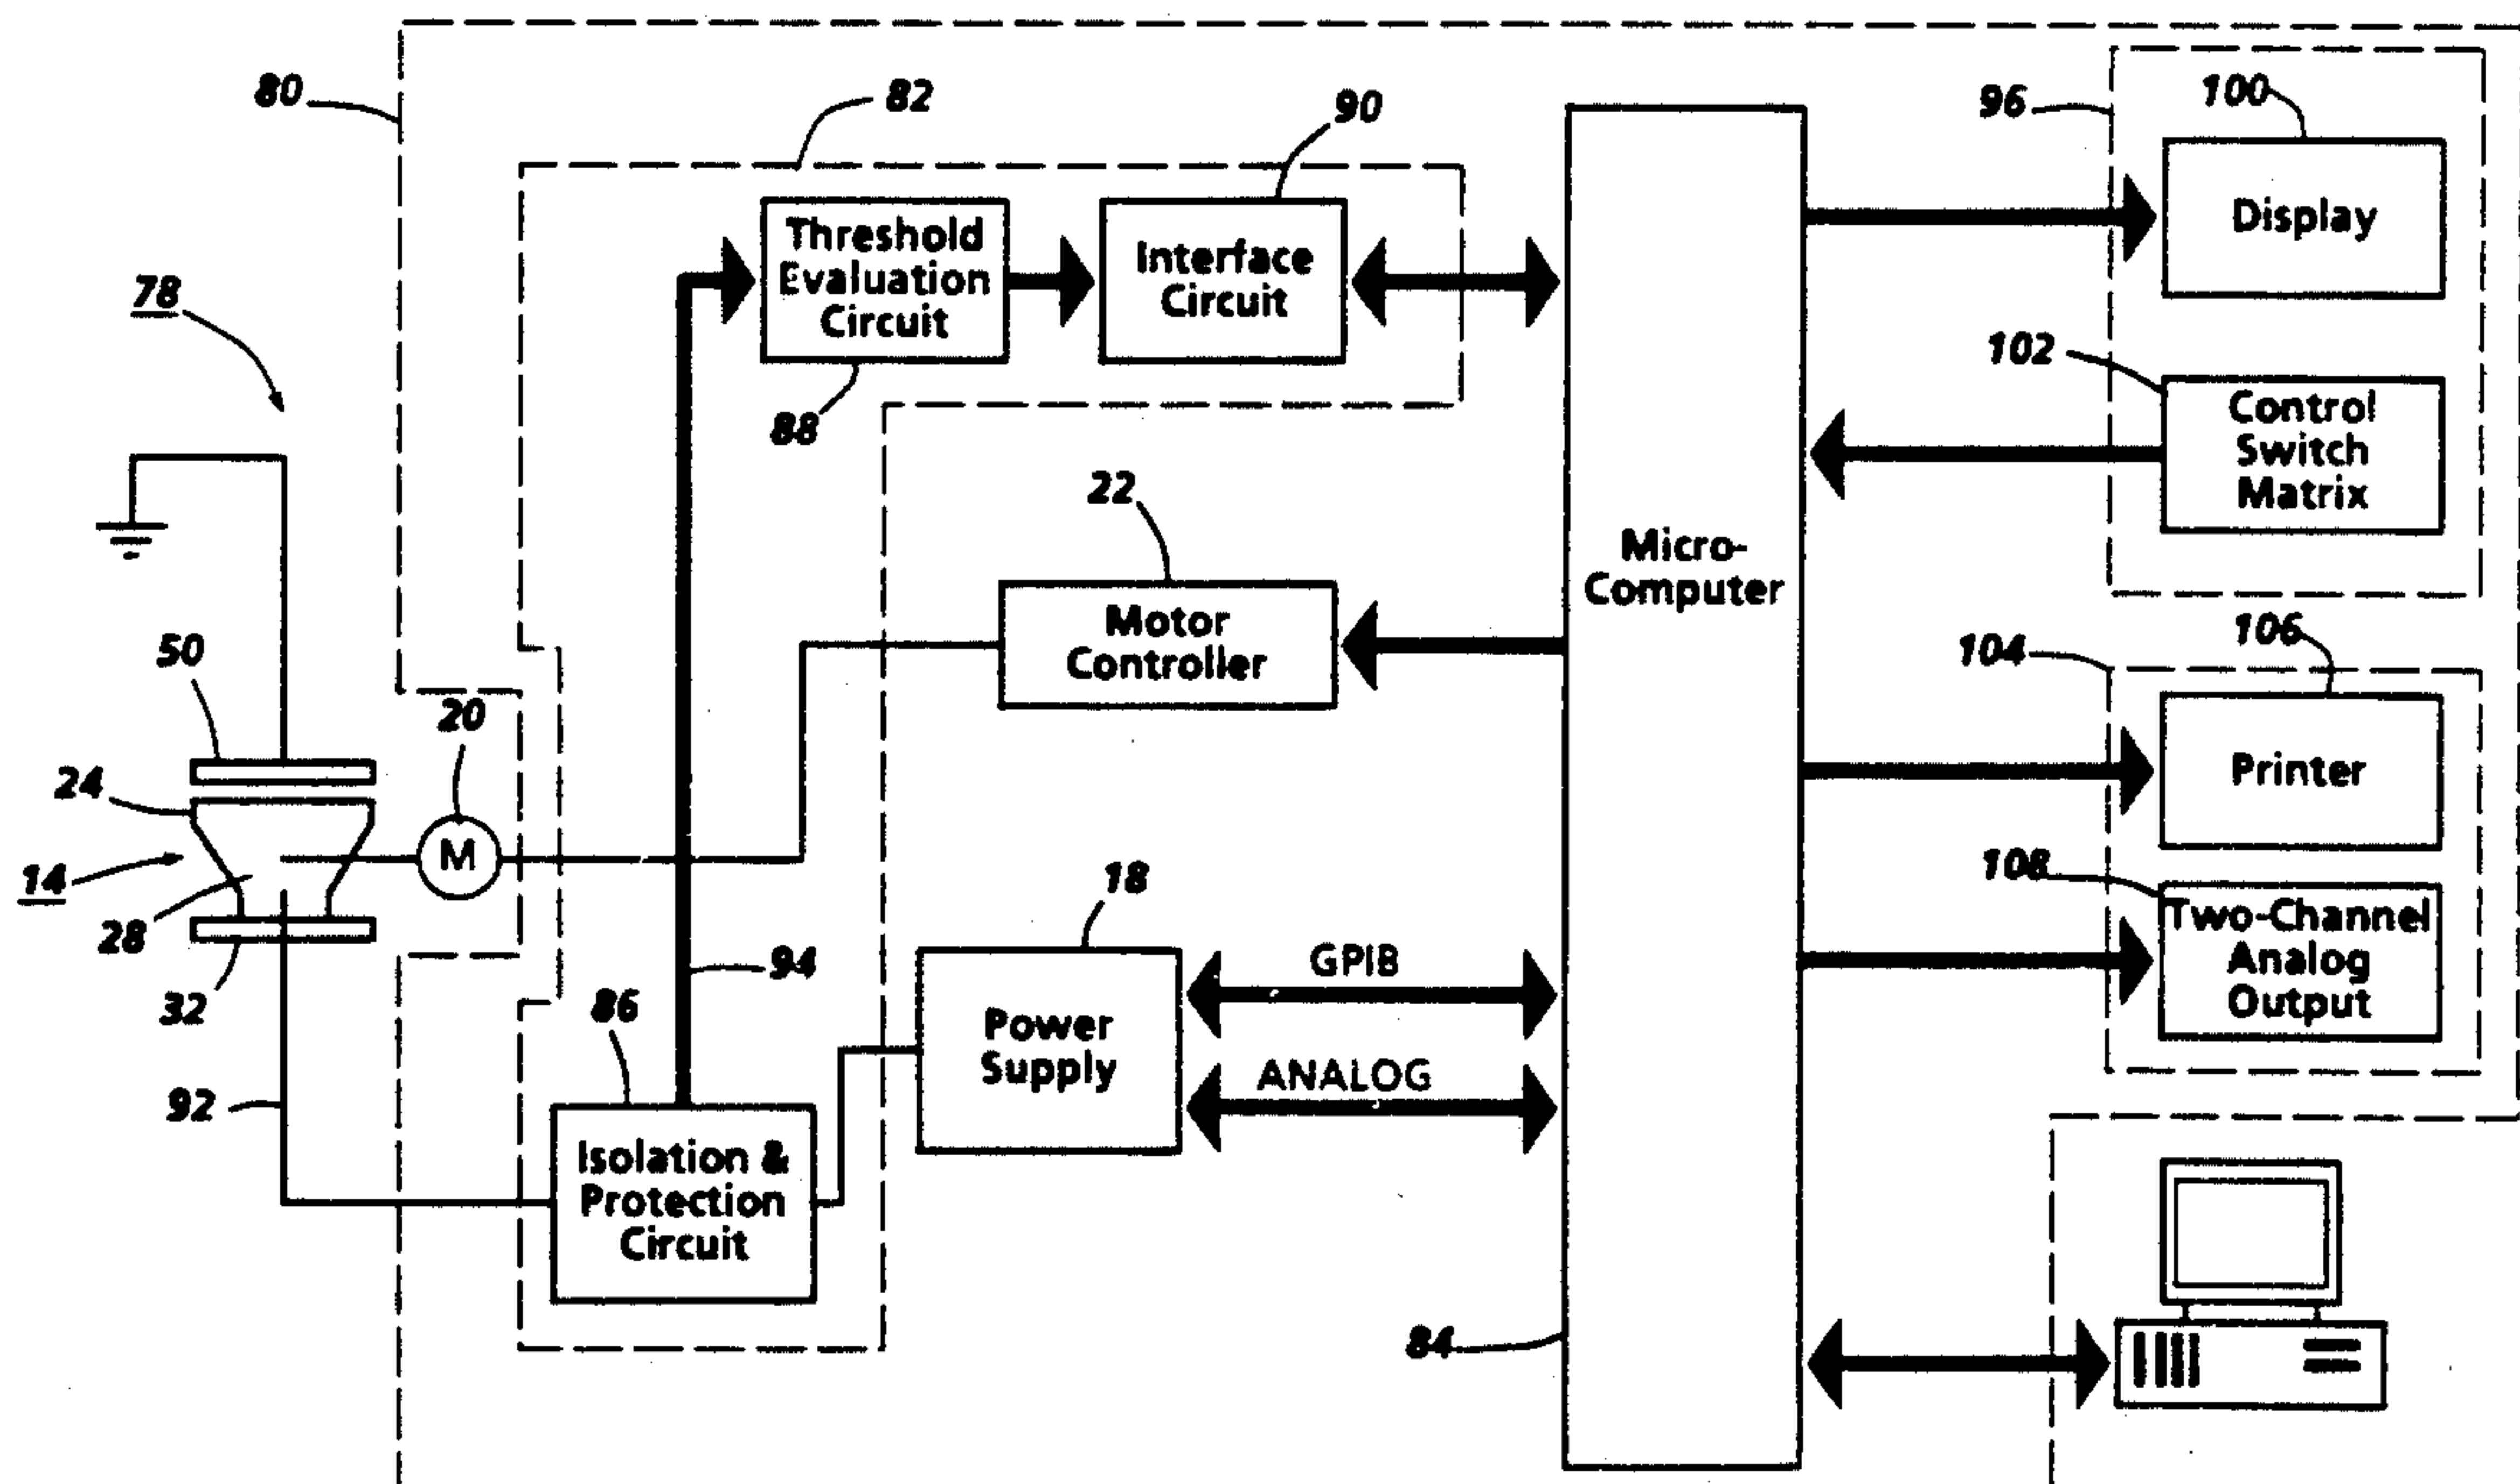 80
82
90
96
100
Display
Threshold
Evaluation
Circuit
Interface
Circuit
78
88
102
Control
Switch
Matrix
22
Motor
Controller
Micro-
Computer
50
20
24
M
14
28
32
104
106
Printer
108
Two-Channel
Analog
Output
18
94
86
Power
Supply
GPIB
ANALOG
92
Isolation &
Protection
Circuit
84